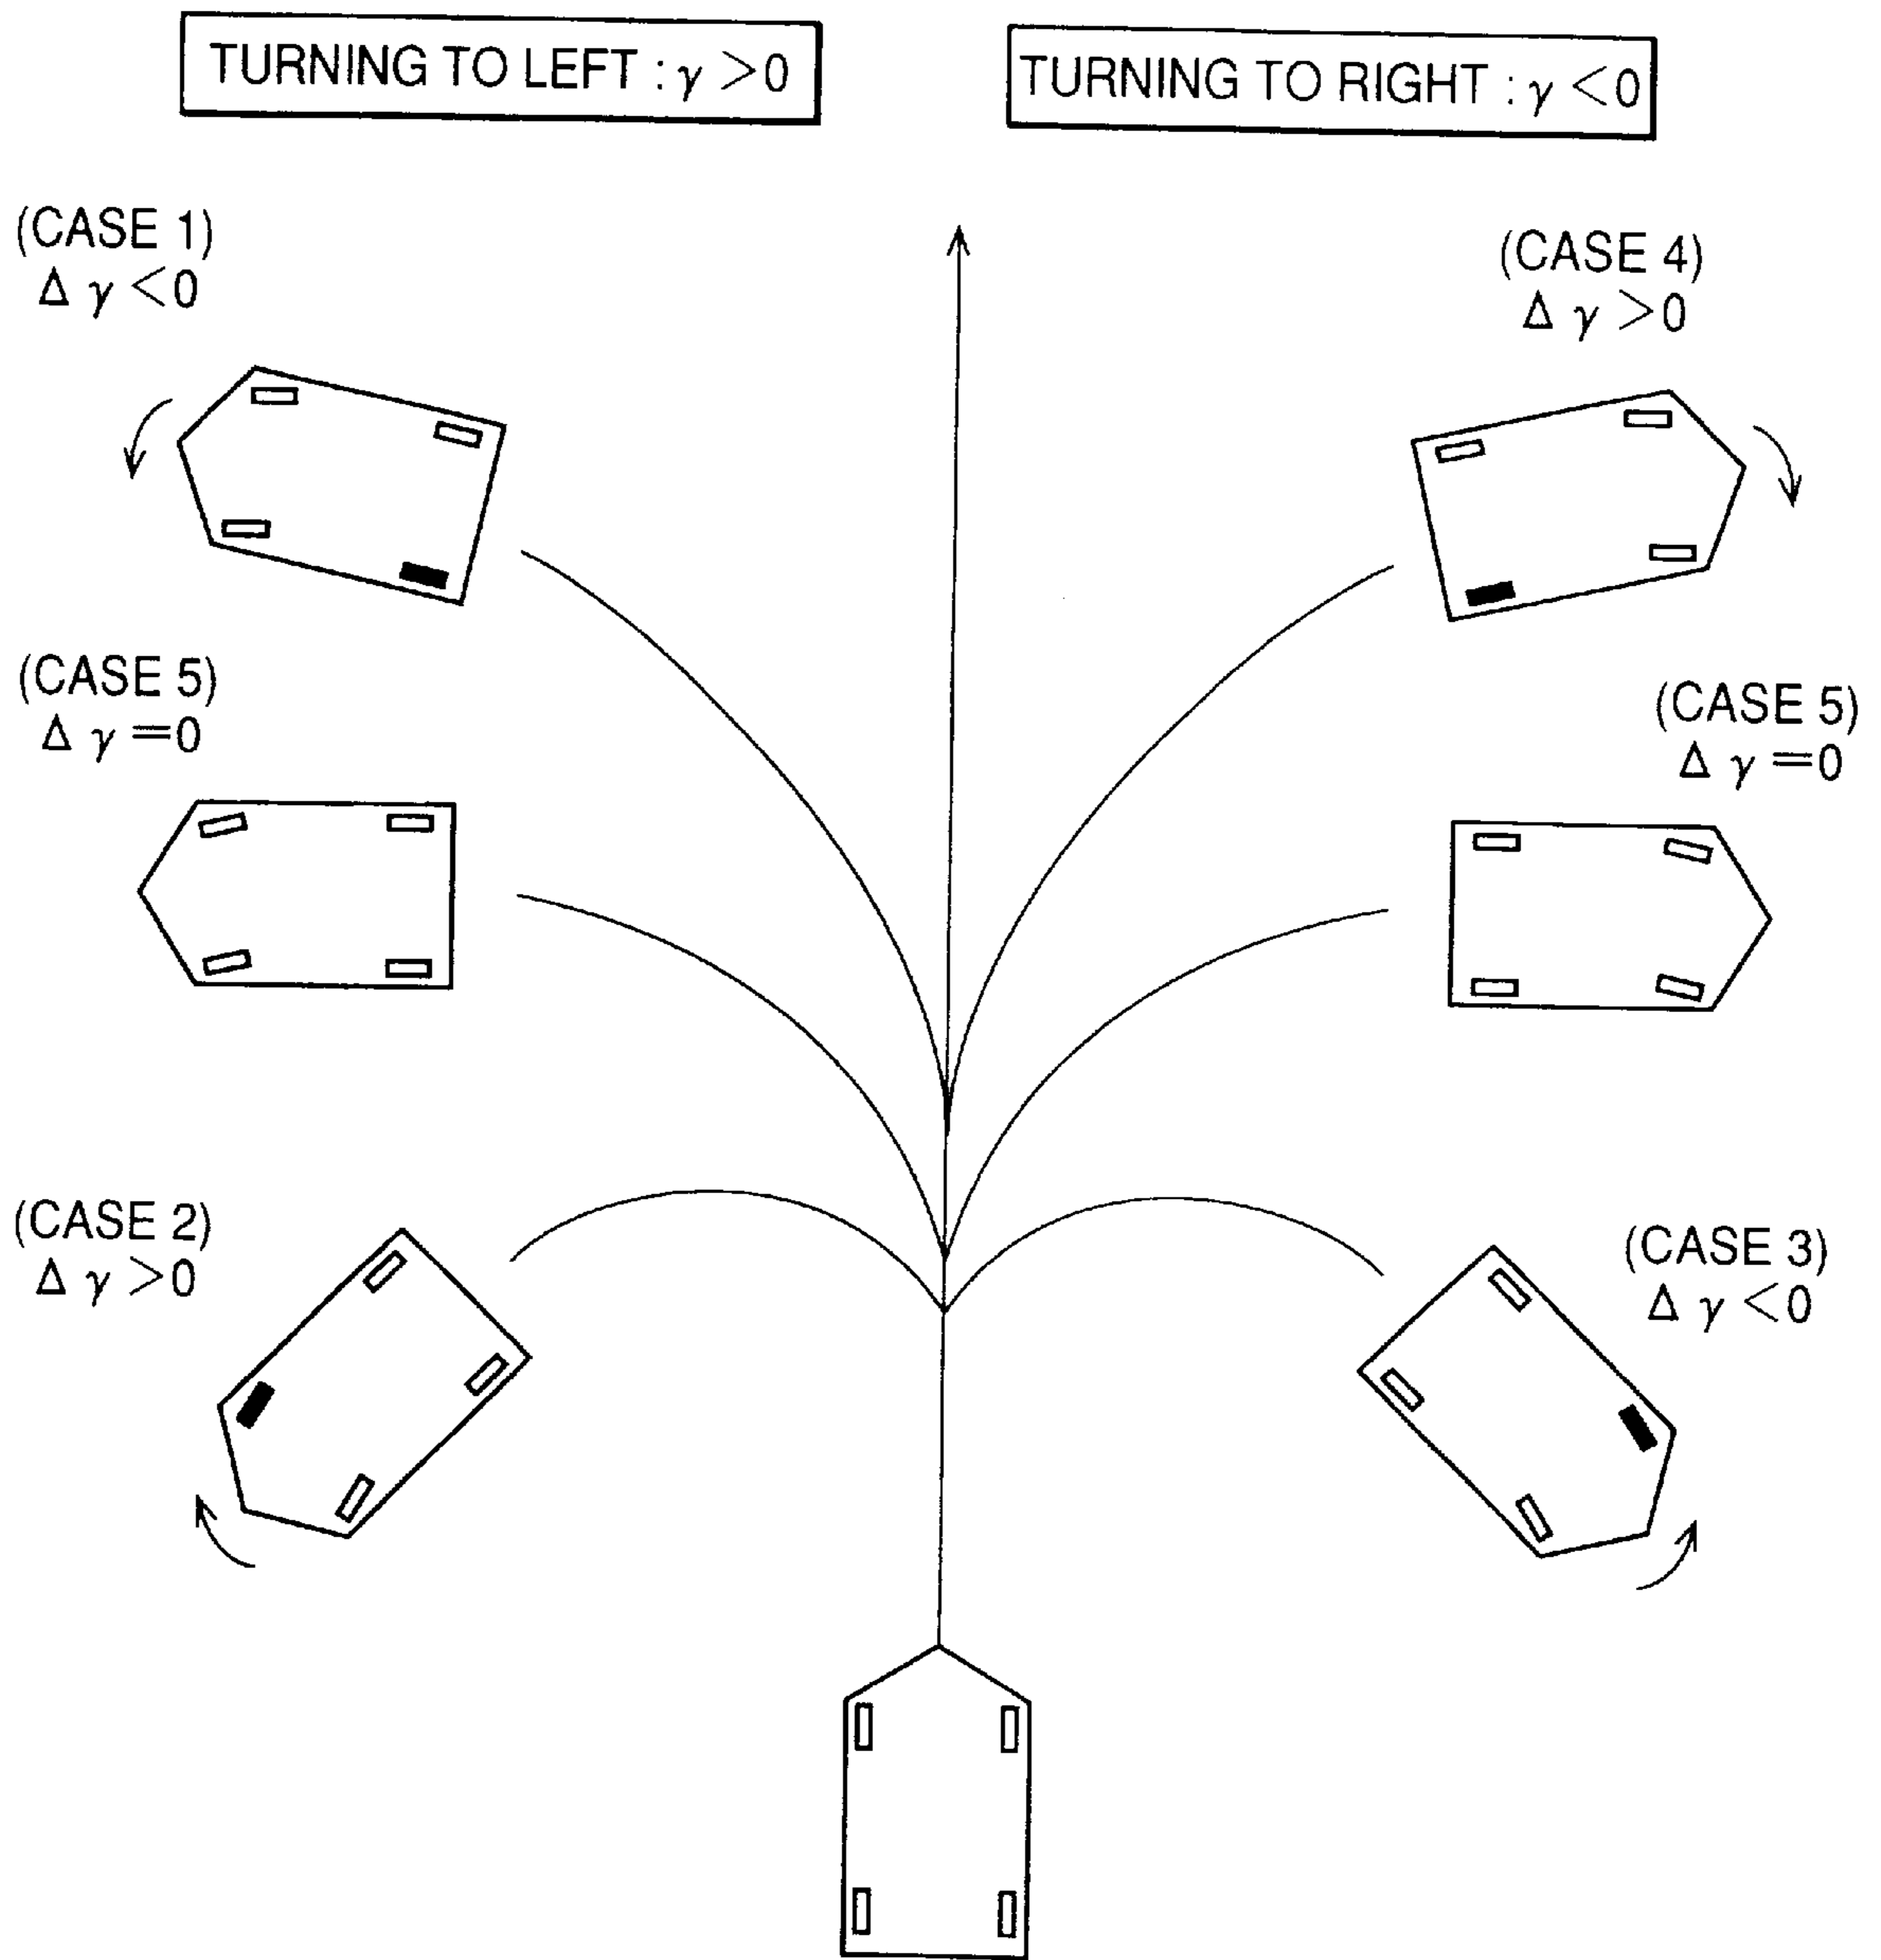 TURNING TO LEFT : γ >0
TURNING TO RIGHT : γ <0
(CASE 1)
Δ γ <0
(CASE 4)
Δ γ >0
(CASE 5)
Δ γ =0
(CASE 5)
Δ γ =0
(CASE 2)
Δ γ >0
(CASE 3)
Δ γ <0